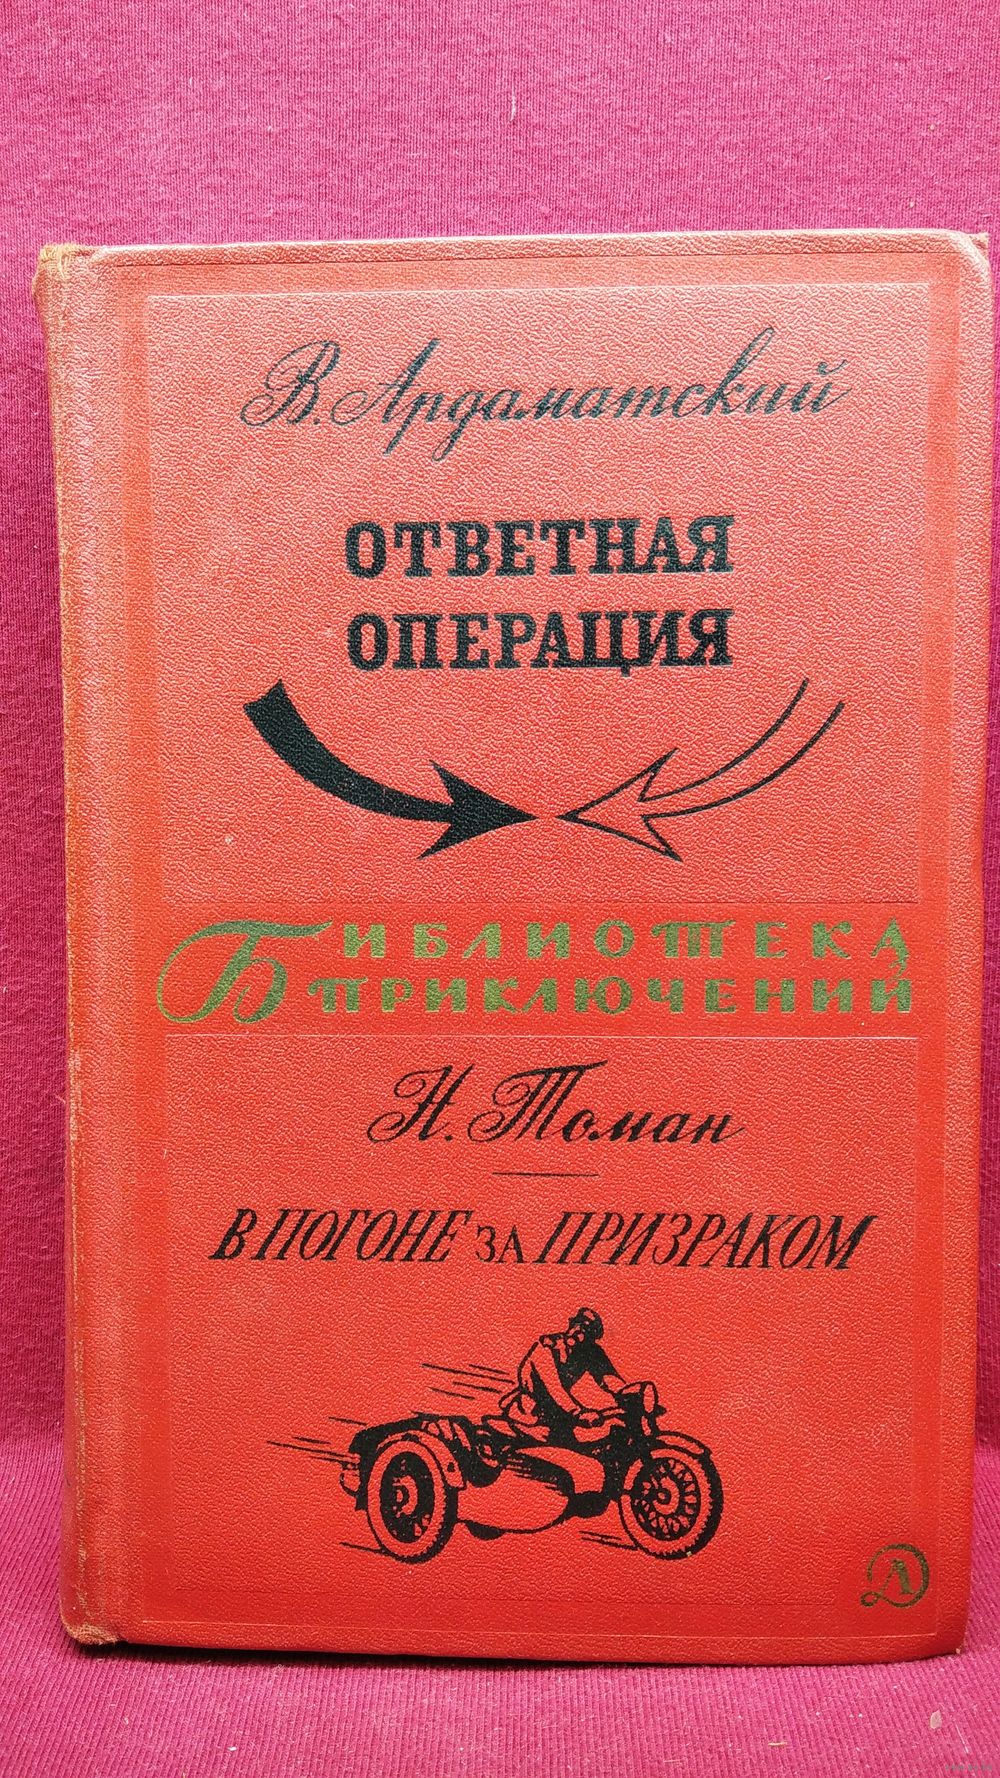 В. Ардаматский
ОТВЕТНАЯ
ОПЕРАЦИЯ
БИБЛИОТЕКА
ПРИКЛЮЧЕНИЙ
Н. Томан
В ПОГОНЕ ЗА ПРИЗРАКОМ